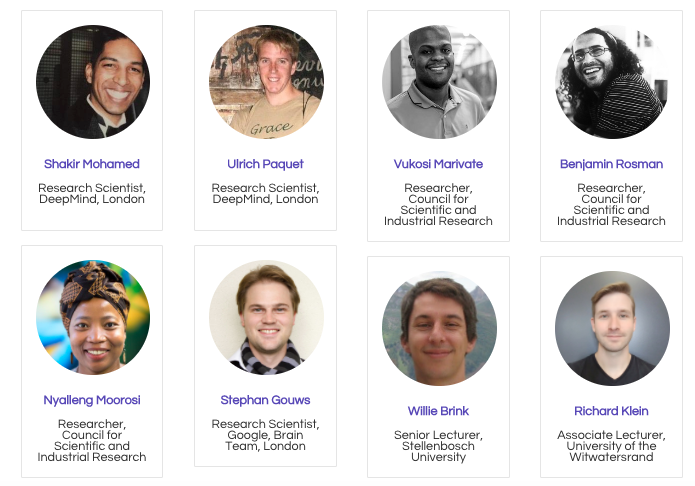 Grace
Shakir Mohamed
Research Scientist,
DeepMind, London
Ulrich Paquet
Research Scientist,
DeepMind, London
Vukosi Marivate
Researcher,
Council for
Scientific and
Industrial Research
Benjamin Rosman
Researcher,
Council for
Scientific and
Industrial Research
Nyalleng Moorosi
Researcher,
Council for
Scientific and
Industrial Research
Stephan Gouws
Research Scientist,
Google, Brain
Team, London
Willie Brink
Senior Lecturer,
Stellenbosch
University
Richard Klein
Associate Lecturer,
University of the
Witwatersrand